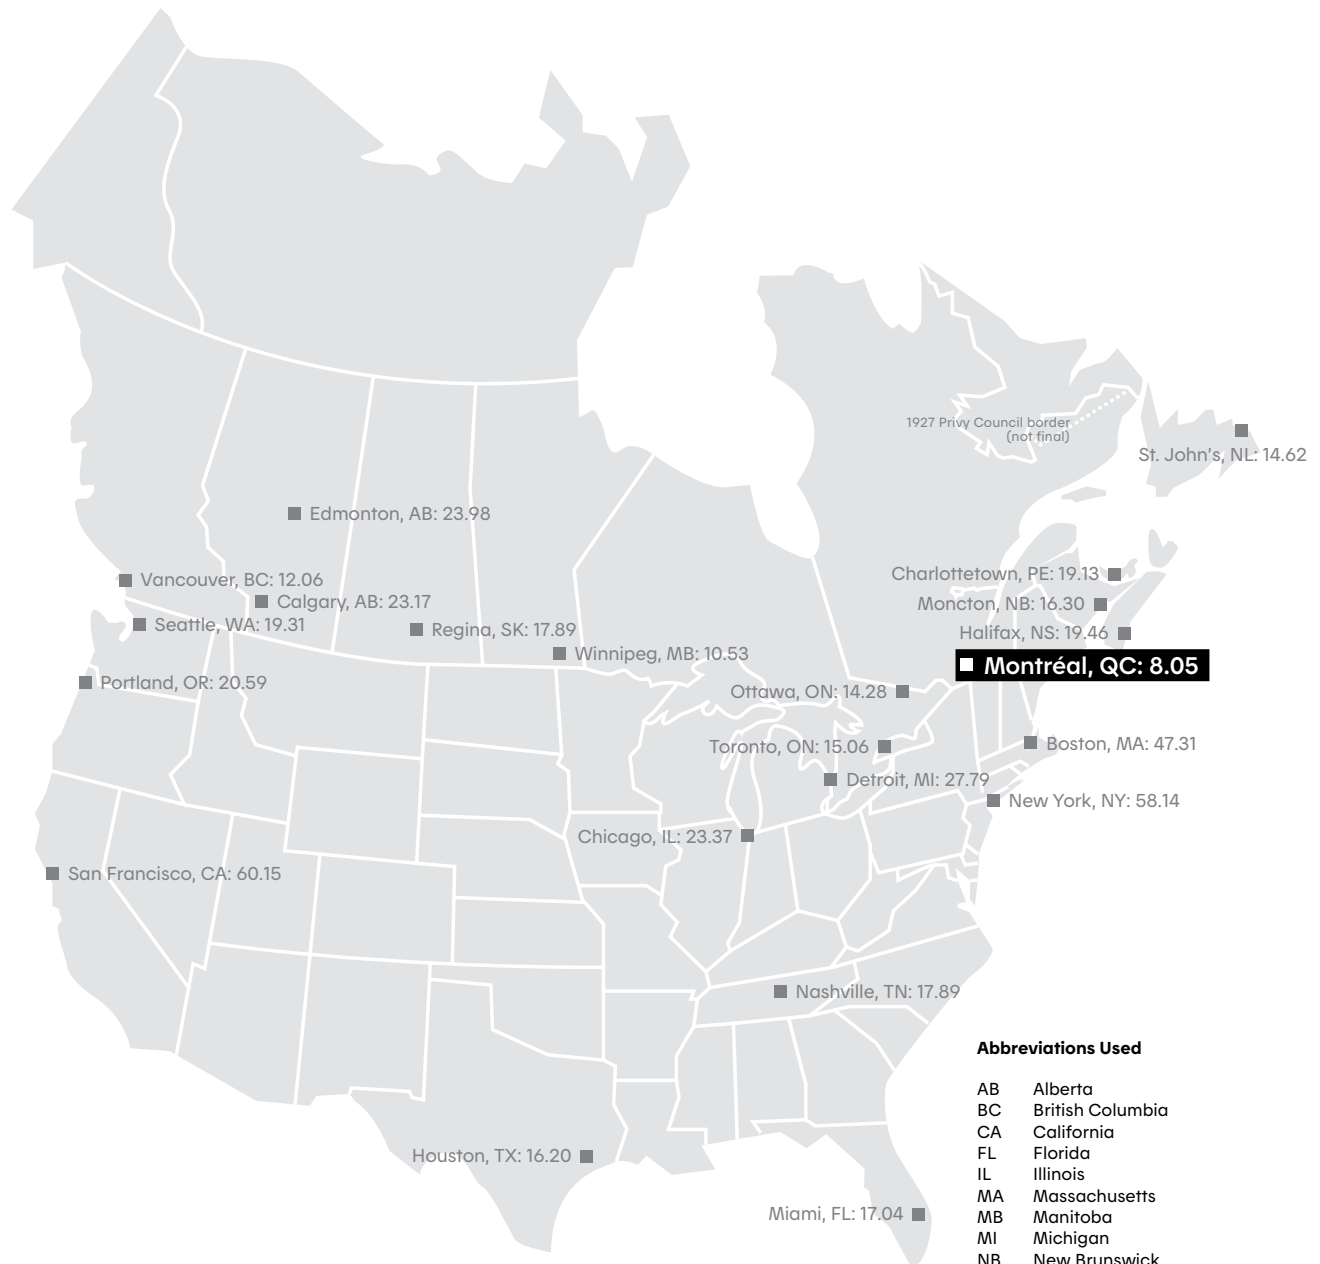 1927 Privy Council border
(not final)
St. John's, NL: 14.62
Edmonton, AB: 23.98
Vancouver, BC: 12.06
Charlottetown, PE: 19.13
Calgary, AB: 23.17
Moncton, NB: 16.30
Seattle, WA: 19.31
Regina, SK: 17.89
Halifax, NS: 19.46
Winnipeg, MB: 10.53
Montréal, QC: 8.05
Portland, OR: 20.59
Ottawa, ON: 14.28
Toronto, ON: 15.06
Boston, MA: 47.31
Detroit, MI: 27.79
New York, NY: 58.14
Chicago, IL: 23.37
San Francisco, CA: 60.15
Nashville, TN: 17.89
Houston, TX: 16.20
Miami, FL: 17.04
Abbreviations Used
AB Alberta
BC British Columbia
CA California
FL Florida
IL Illinois
MA Massachusetts
MB Manitoba
MI Michigan
NB New Brunswick